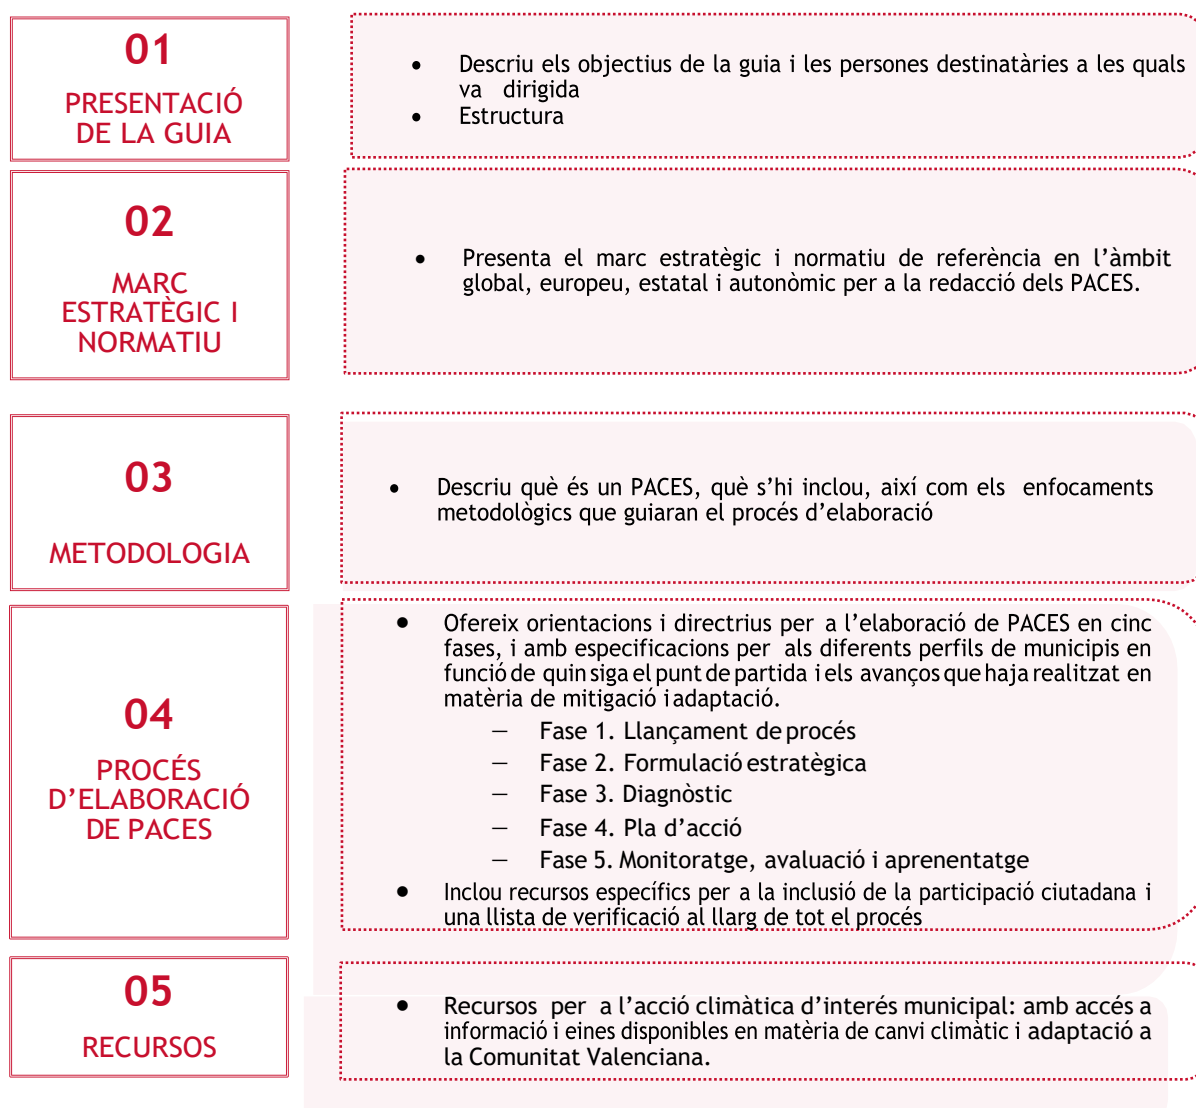 01
PRESENTACIÓ
DE LA GUIA
• Descriu els objectius de la guia i les persones destinatàries a les quals
va dirigida
• Estructura
02
MARC
ESTRATÈGIC I
NORMATIU
• Presenta el marc estratègic i normatiu de referència en l’àmbit
global, europeu, estatal i autonòmic per a la redacció dels PACES.
03
METODOLOGIA
• Descriu què és un PACES, què s’hi inclou, així com els enfocaments
metodològics que guiaran el procés d’elaboració
04
PROCÉS
D’ELABORACIÓ
DE PACES
• Ofereix orientacions i directrius per a l’elaboració de PACES en cinc
fases, i amb especificacions per als diferents perfils de municipis en
funció de quin siga el punt de partida i els avanços que haja realitzat en
matèria de mitigació i adaptació.
— Fase 1. Llançament de procés
— Fase 2. Formulació estratègica
— Fase 3. Diagnòstic
— Fase 4. Pla d’acció
— Fase 5. Monitoratge, avaluació i aprenentatge
• Inclou recursos específics per a la inclusió de la participació ciutadana i
una llista de verificació al llarg de tot el procés
05
RECURSOS
• Recursos per a l’acció climàtica d’interés municipal: amb accés a
informació i eines disponibles en matèria de canvi climàtic i adaptació a
la Comunitat Valenciana.